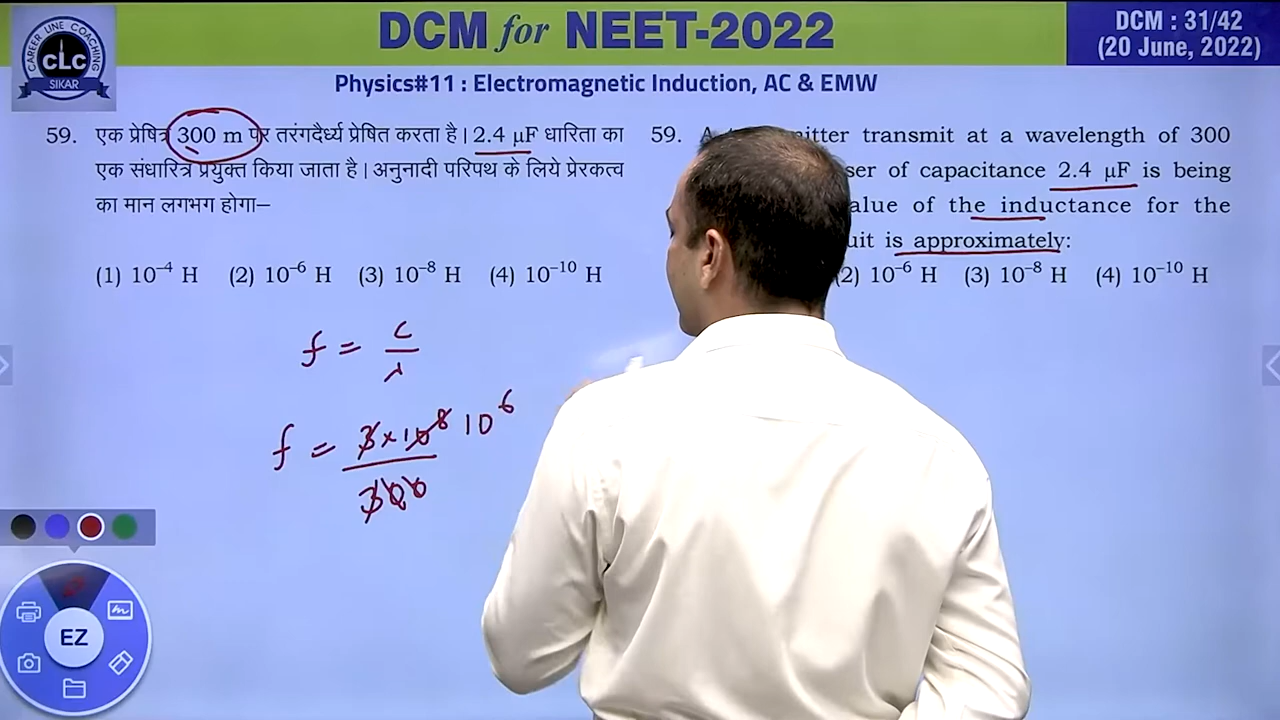 DCM for NEET-2022
DCM : 31/42
(20 June, 2022)
CAREER LINE COACHING
CLC
SIKAR
Physics#11 : Electromagnetic Induction, AC & EMW
59. एक प्रेषित्र 300 m पर तरंगदैर्ध्य प्रेषित करता है। 2.4 μF धारिता का
एक संधारित्र प्रयुक्त किया जाता है। अनुनादी परिपथ के लिये प्रेरकत्व
का मान लगभग होगा–
(1) 10⁻⁴ H (2) 10⁻⁶ H (3) 10⁻⁸ H (4) 10⁻¹⁰ H
59. A transmit at a wavelength of 300
of capacitance 2.4 μF is being
of the inductance for the
is approximately:
(2) 10⁻⁶ H (3) 10⁻⁸ H (4) 10⁻¹⁰ H
f = c/λ
f = 3×10⁸/300 10⁶
EZ